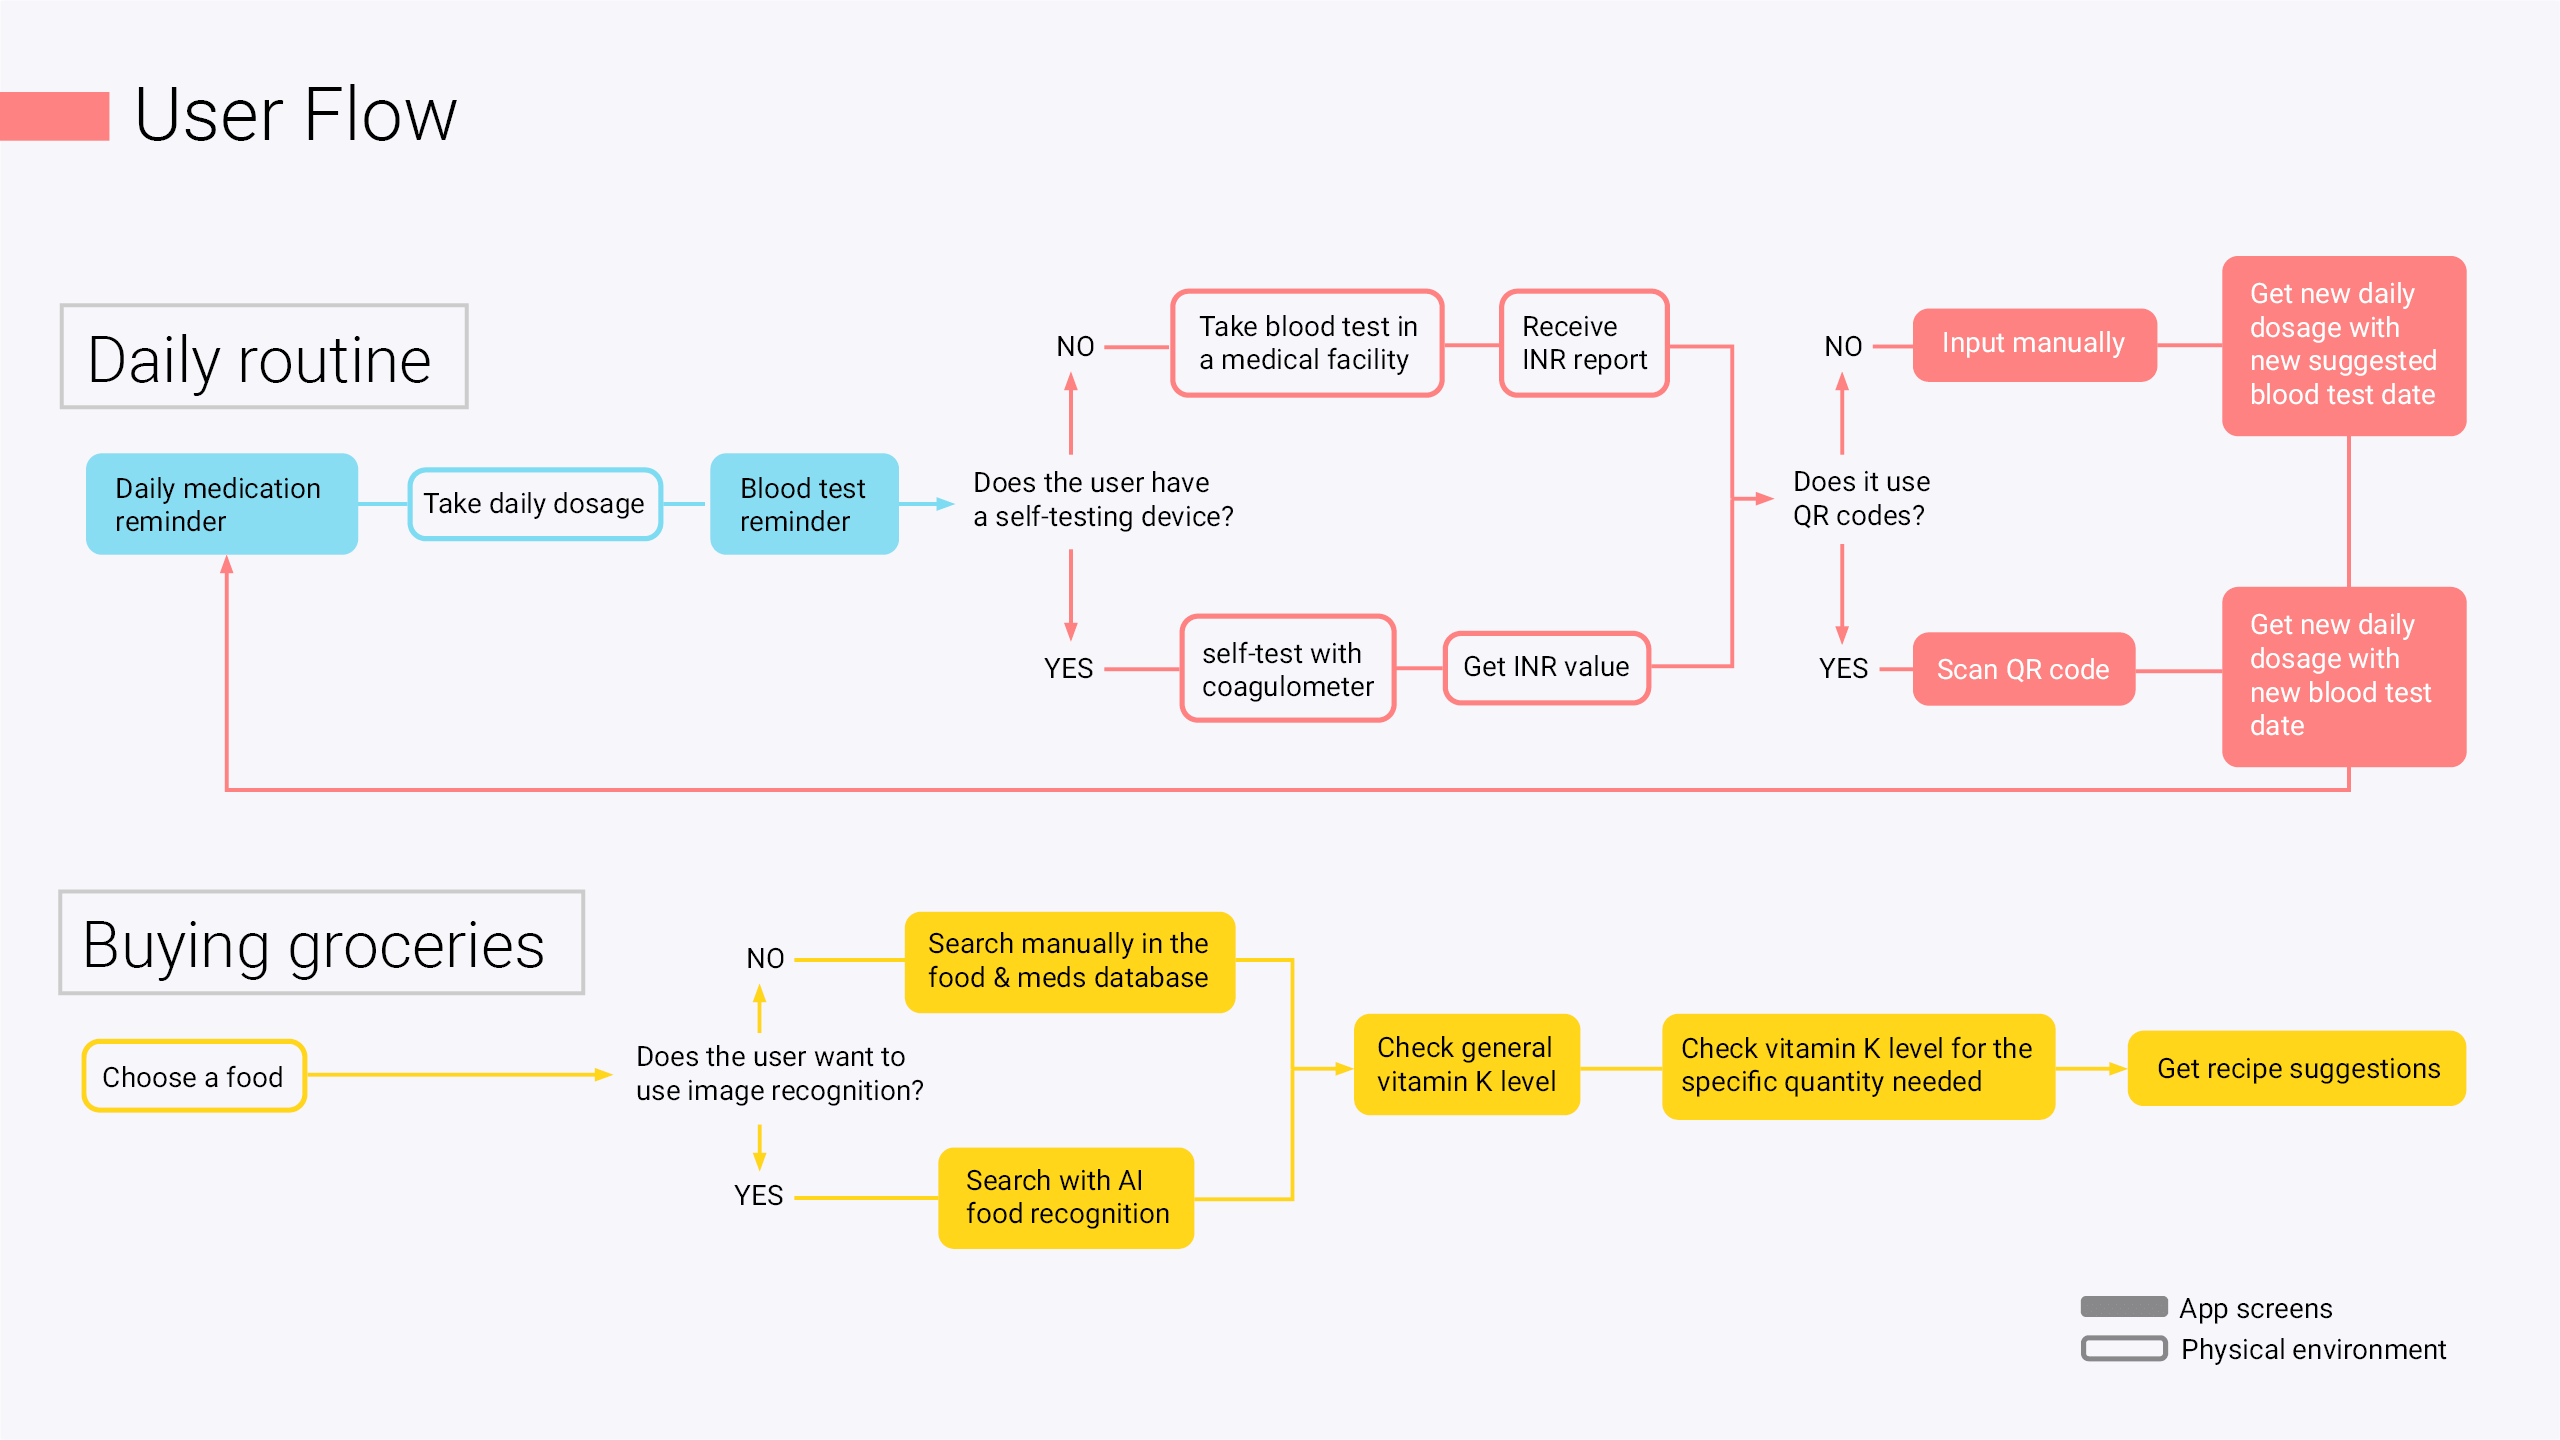 User Flow
Daily routine
Daily medication
reminder
Take daily dosage
Blood test
reminder
Does the user have
a self-testing device?
NO
Take blood test in
a medical facility
Receive
INR report
YES
self-test with
coagulometer
Get INR value
Does it use
QR codes?
NO
Input manually
Get new daily
dosage with
new suggested
blood test date
YES
Scan QR code
Get new daily
dosage with
new blood test
date
Buying groceries
Choose a food
Does the user want to
use image recognition?
NO
Search manually in the
food & meds database
YES
Search with AI
food recognition
Check general
vitamin K level
Check vitamin K level for the
specific quantity needed
Get recipe suggestions
App screens
Physical environment